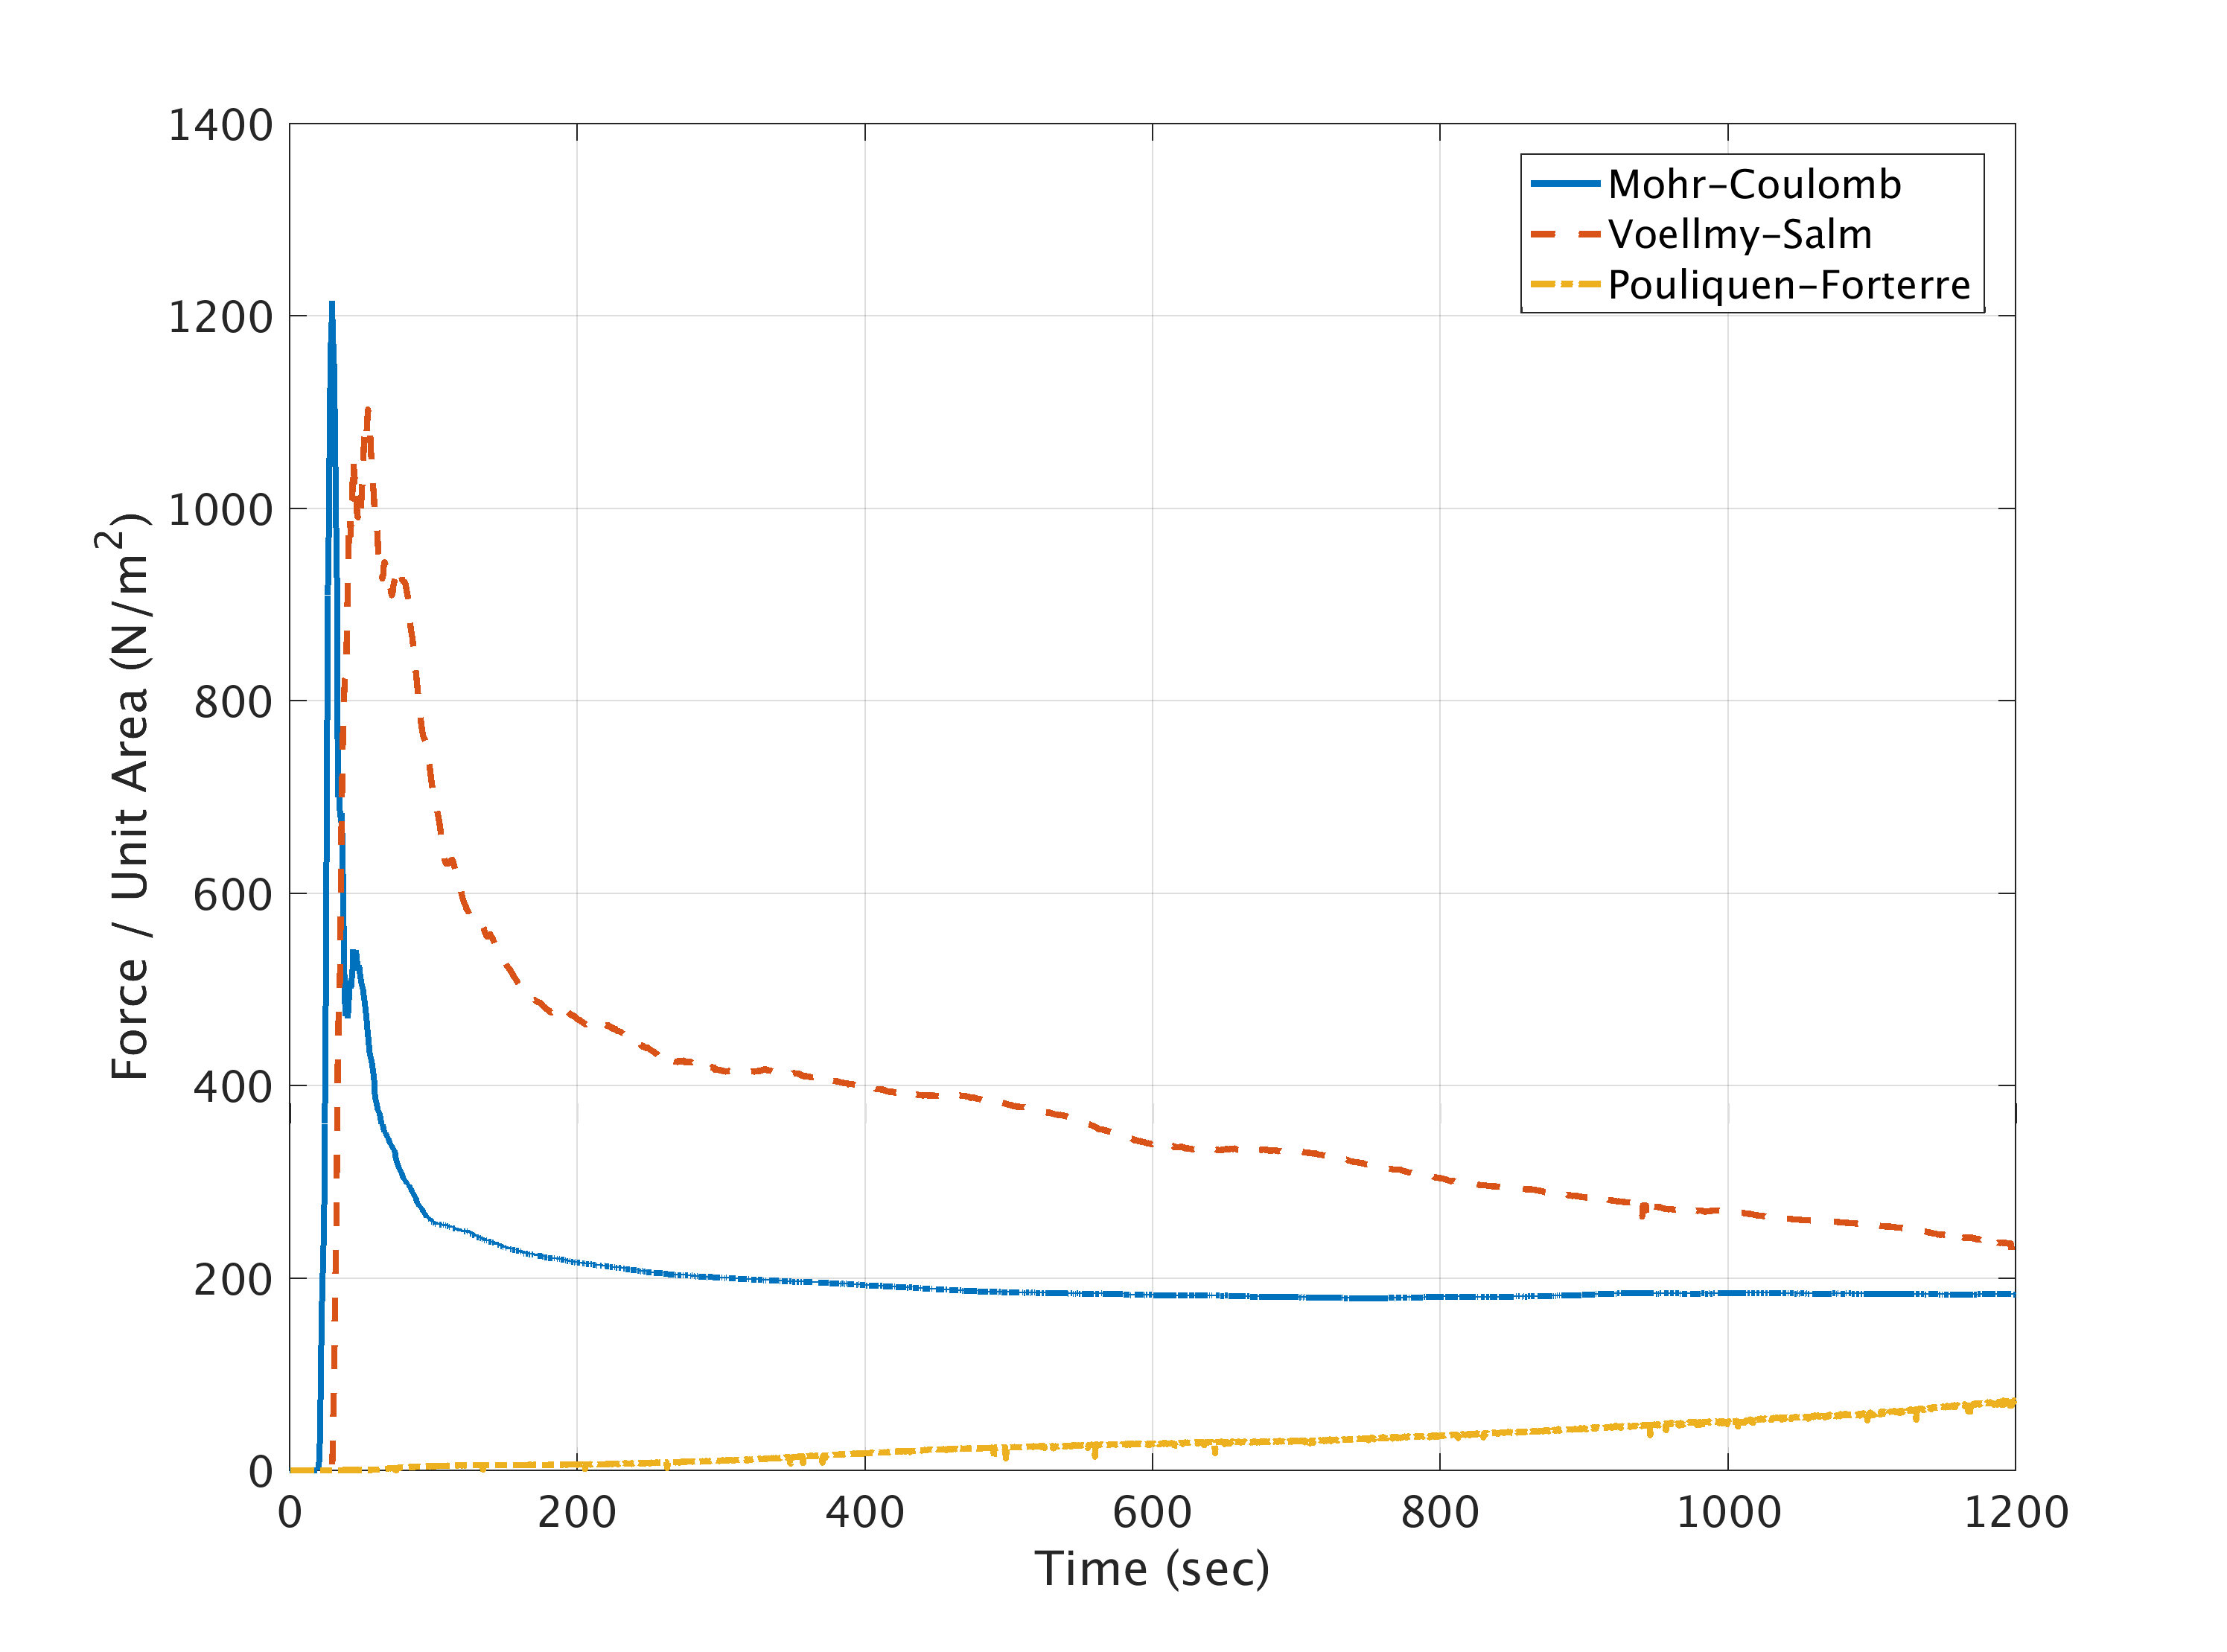 1400
1200
1000
800
600
400
200
0
Force / Unit Area (N/m²)
Mohr–Coulomb
Voellmy–Salm
Pouliquen–Forterre
0 200 400 600 800 1000 1200
Time (sec)